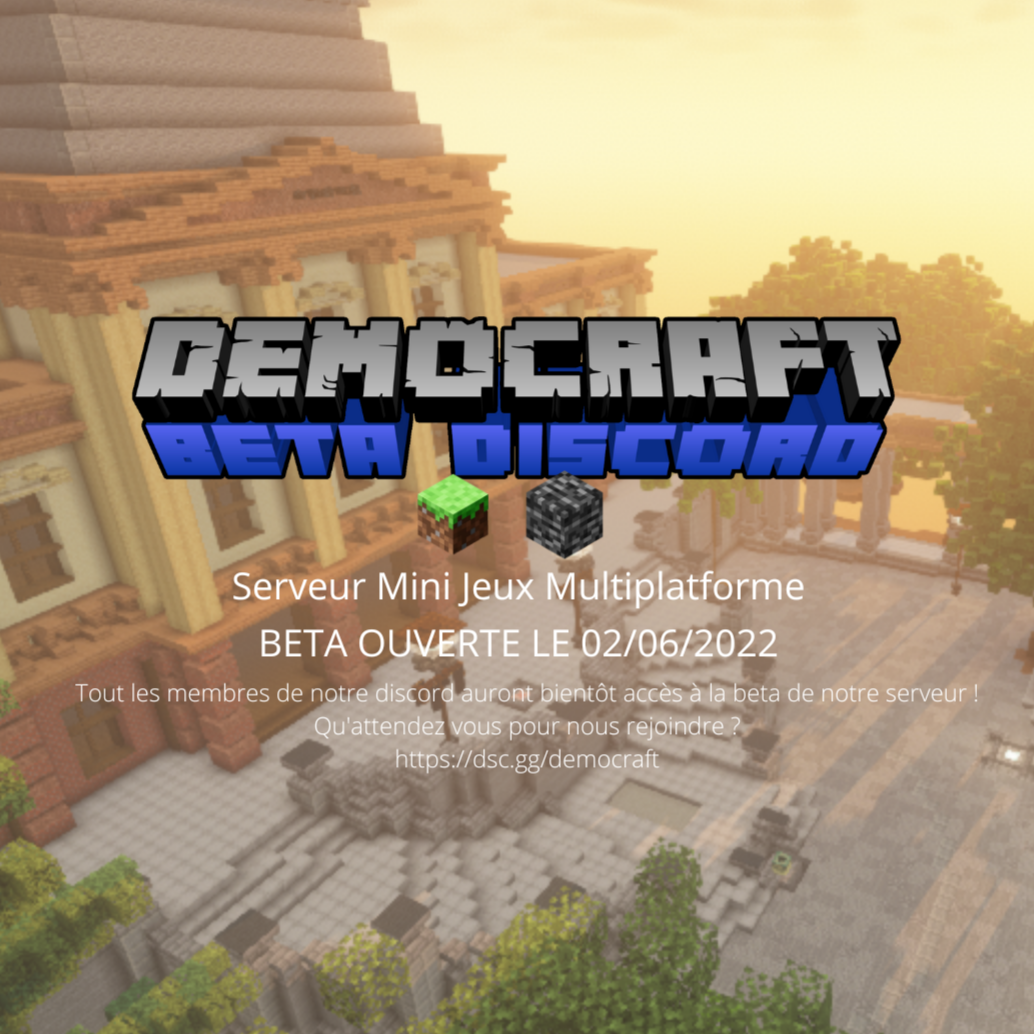 DEMOCRAFT
BETA DISCORD
Serveur Mini Jeux Multiplatforme
BETA OUVERTE LE 02/06/2022
Tout les membres de notre discord auront bientôt accès à la beta de notre serveur !
Qu'attendez vous pour nous rejoindre ?
https://dsc.gg/democraft